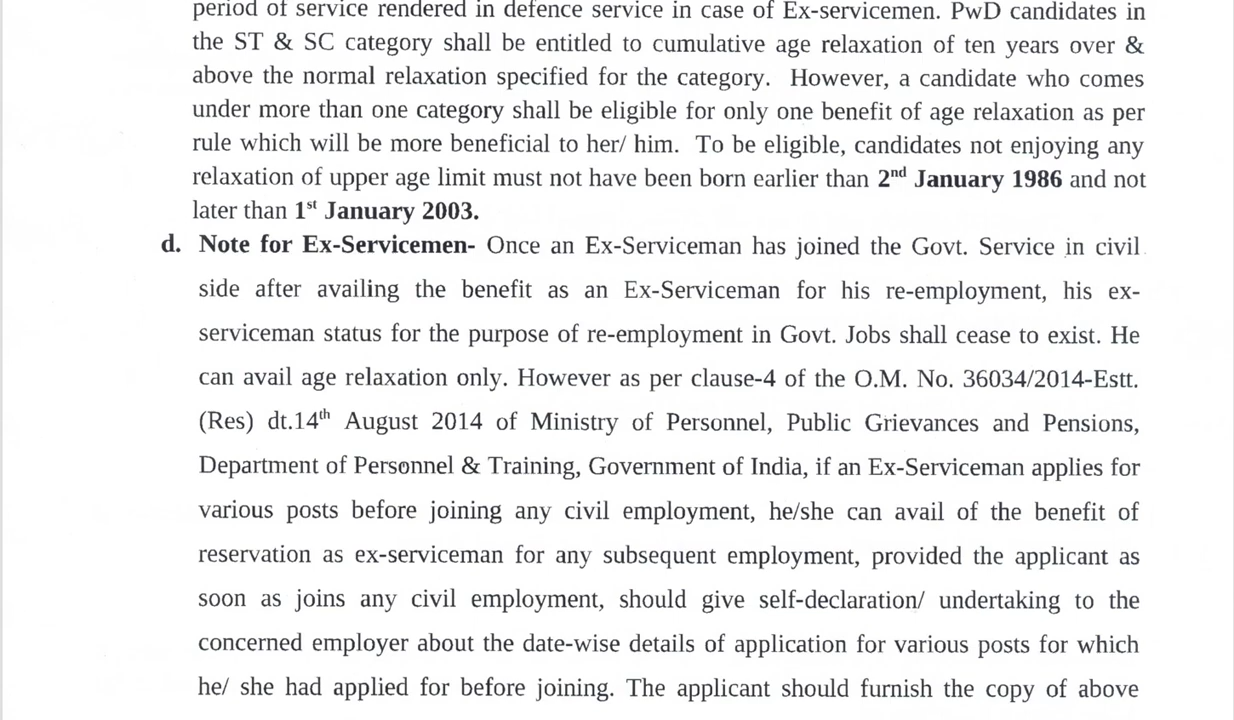 period of service rendered in defence service in case of Ex-servicemen. PwD candidates in
the ST & SC category shall be entitled to cumulative age relaxation of ten years over &
above the normal relaxation specified for the category. However, a candidate who comes
under more than one category shall be eligible for only one benefit of age relaxation as per
rule which will be more beneficial to her/ him. To be eligible, candidates not enjoying any
relaxation of upper age limit must not have been born earlier than 2nd January 1986 and not
later than 1st January 2003.
d. Note for Ex-Servicemen- Once an Ex-Serviceman has joined the Govt. Service in civil
side after availing the benefit as an Ex-Serviceman for his re-employment, his ex-
serviceman status for the purpose of re-employment in Govt. Jobs shall cease to exist. He
can avail age relaxation only. However as per clause-4 of the O.M. No. 36034/2014-Estt.
(Res) dt.14th August 2014 of Ministry of Personnel, Public Grievances and Pensions,
Department of Personnel & Training, Government of India, if an Ex-Serviceman applies for
various posts before joining any civil employment, he/she can avail of the benefit of
reservation as ex-serviceman for any subsequent employment, provided the applicant as
soon as joins any civil employment, should give self-declaration/ undertaking to the
concerned employer about the date-wise details of application for various posts for which
he/ she had applied for before joining. The applicant should furnish the copy of above